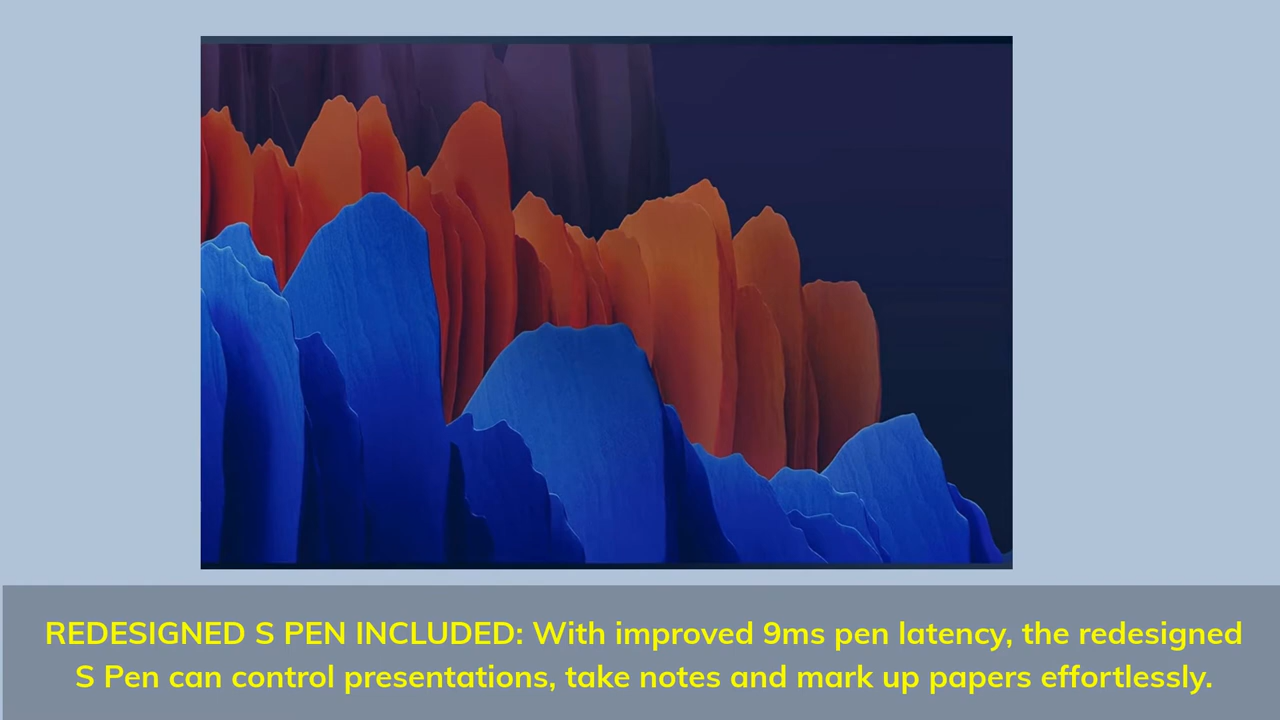 REDESIGNED S PEN INCLUDED: With improved 9ms pen latency, the redesigned
S Pen can control presentations, take notes and mark up papers effortlessly.